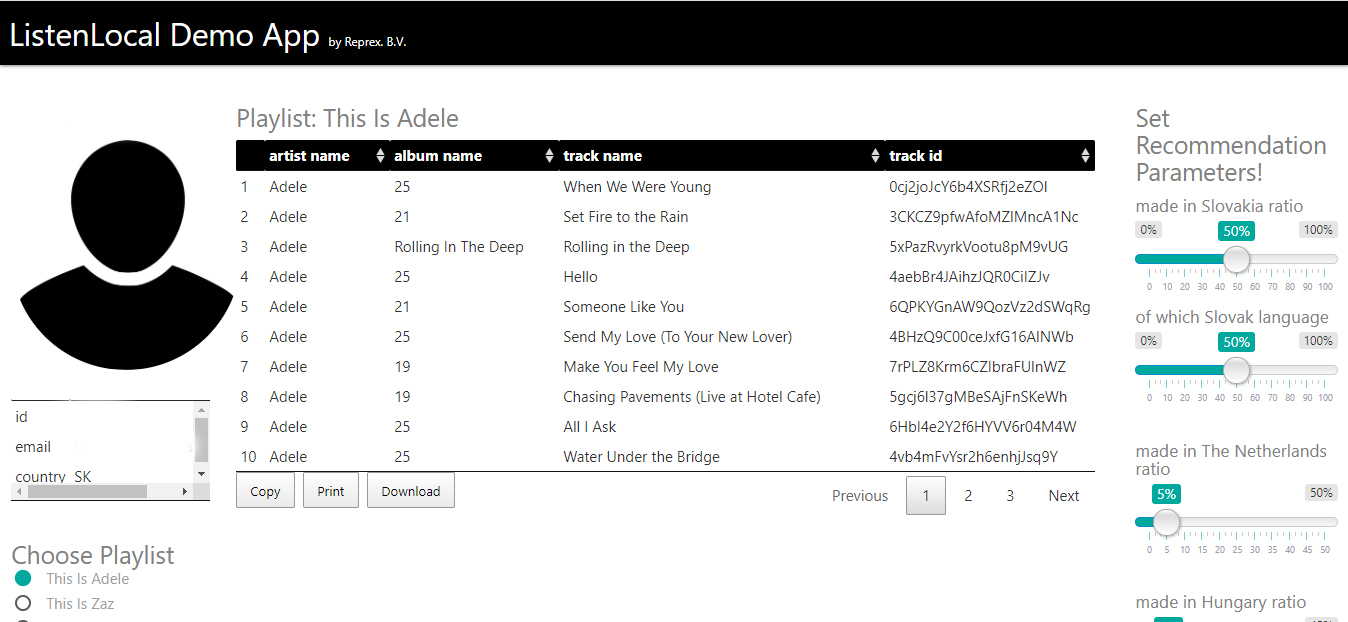 ListenLocal Demo App by Reprex. B.V.
id
email
country SK
Choose Playlist
This Is Adele
This Is Zaz
Playlist: This Is Adele
artist name album name track name track id
1 Adele 25 When We Were Young 0cj2joJcY6b4XSRfj2eZOI
2 Adele 21 Set Fire to the Rain 3CKCZ9pfwAfoMZlMncA1Nc
3 Adele Rolling In The Deep Rolling in the Deep 5xPazRvyrkVootu8pM9vUG
4 Adele 25 Hello 4aebBr4JAihzJQR0CiIZJv
5 Adele 21 Someone Like You 6QPKYGnAW9QozVz2dSWqRg
6 Adele 25 Send My Love (To Your New Lover) 4BHzQ9C00ceJxfG16AlNWb
7 Adele 19 Make You Feel My Love 7rPLZ8Krm6CZIbraFUInWZ
8 Adele 19 Chasing Pavements (Live at Hotel Cafe) 5gcj6I37gMBeSAjFnSKeWh
9 Adele 25 All I Ask 6HbI4e2Y2f6HYVV6r04M4W
10 Adele 25 Water Under the Bridge 4vb4mFvYsr2h6enhjJsq9Y
Copy Print Download
Previous 1 2 3 Next
Set
Recommendation
Parameters!
made in Slovakia ratio
0% 50% 100%
0 10 20 30 40 50 60 70 80 90 100
of which Slovak language
0% 50% 100%
0 10 20 30 40 50 60 70 80 90 100
made in The Netherlands
ratio
5% 50%
0 5 10 15 20 25 30 35 40 45 50
made in Hungary ratio